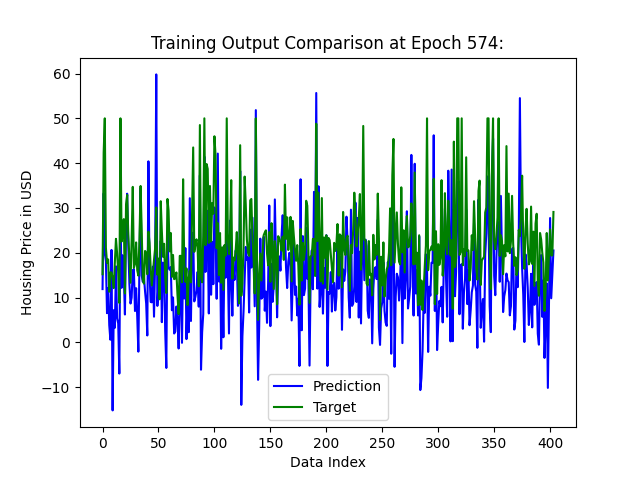 Training Output Comparison at Epoch 574:
Housing Price in USD
60
50
40
30
20
10
0
−10
Prediction
Target
0 50 100 150 200 250 300 350 400
Data Index